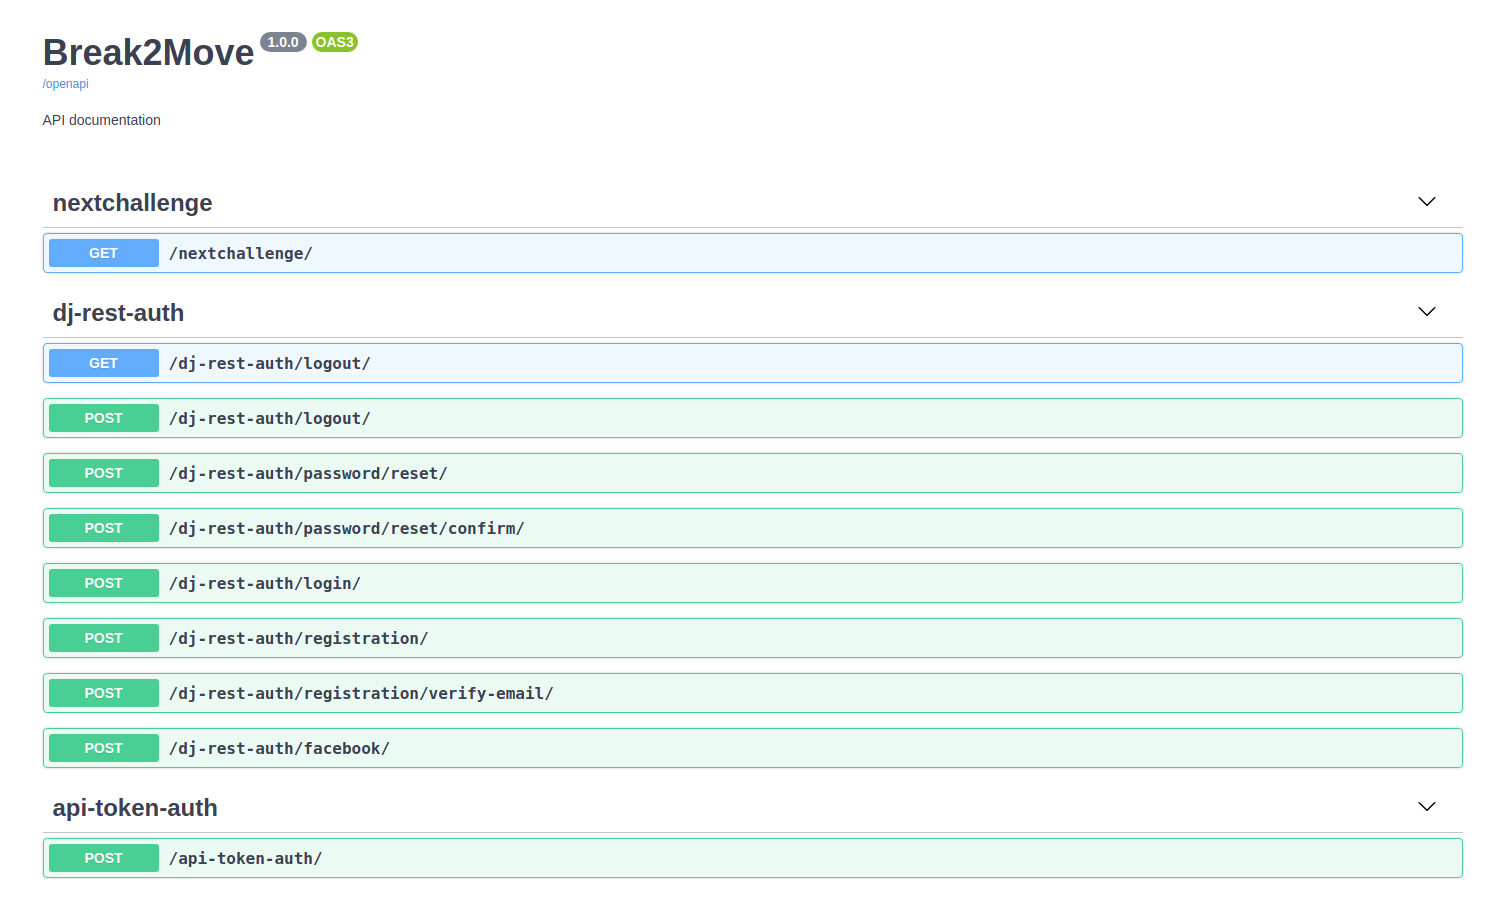 Break2Move 1.0.0 OAS3
/openapi
API documentation
nextchallenge
GET /nextchallenge/
dj-rest-auth
GET /dj-rest-auth/logout/
POST /dj-rest-auth/logout/
POST /dj-rest-auth/password/reset/
POST /dj-rest-auth/password/reset/confirm/
POST /dj-rest-auth/login/
POST /dj-rest-auth/registration/
POST /dj-rest-auth/registration/verify-email/
POST /dj-rest-auth/facebook/
api-token-auth
POST /api-token-auth/